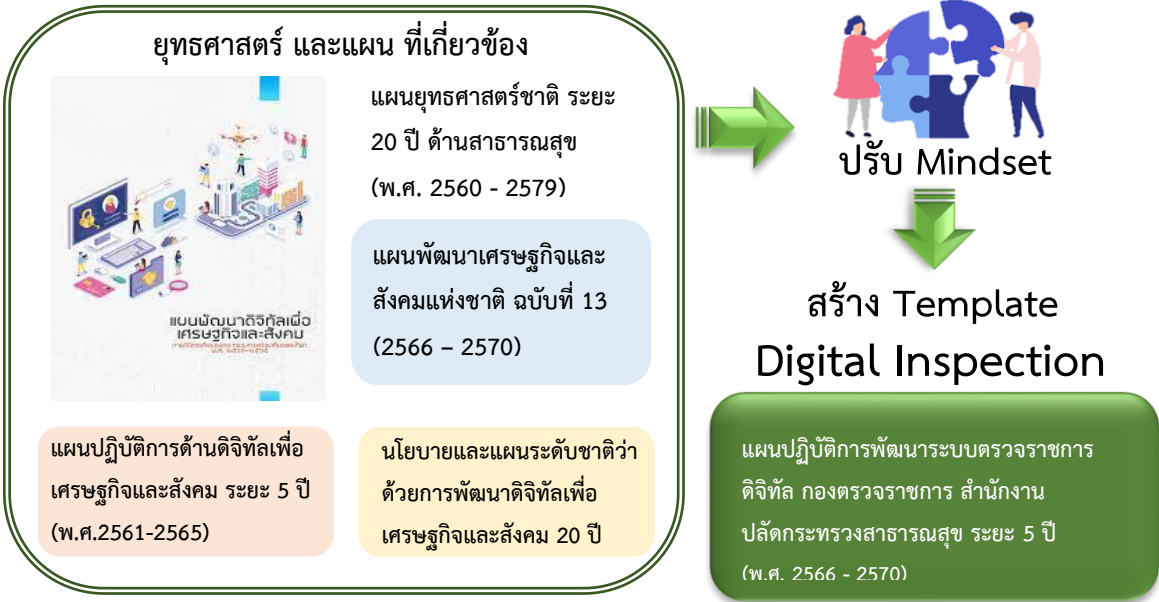 ยุทธศาสตร์ และแผน ที่เกี่ยวข้อง
แผนพัฒนาดิจิทัลเพื่อ
เศรษฐกิจและสังคม
แผนยุทธศาสตร์ชาติ ระยะ
20 ปี ด้านสาธารณสุข
(พ.ศ. 2560 - 2579)
แผนพัฒนาเศรษฐกิจและ
สังคมแห่งชาติ ฉบับที่ 13
(2566 – 2570)
แผนปฏิบัติการด้านดิจิทัลเพื่อ
เศรษฐกิจและสังคม ระยะ 5 ปี
(พ.ศ.2561-2565)
นโยบายและแผนระดับชาติว่า
ด้วยการพัฒนาดิจิทัลเพื่อ
เศรษฐกิจและสังคม 20 ปี
ปรับ Mindset
สร้าง Template
Digital Inspection
แผนปฏิบัติการพัฒนาระบบตรวจราชการ
ดิจิทัล กองตรวจราชการ สำนักงาน
ปลัดกระทรวงสาธารณสุข ระยะ 5 ปี
(พ.ศ. 2566 - 2570)